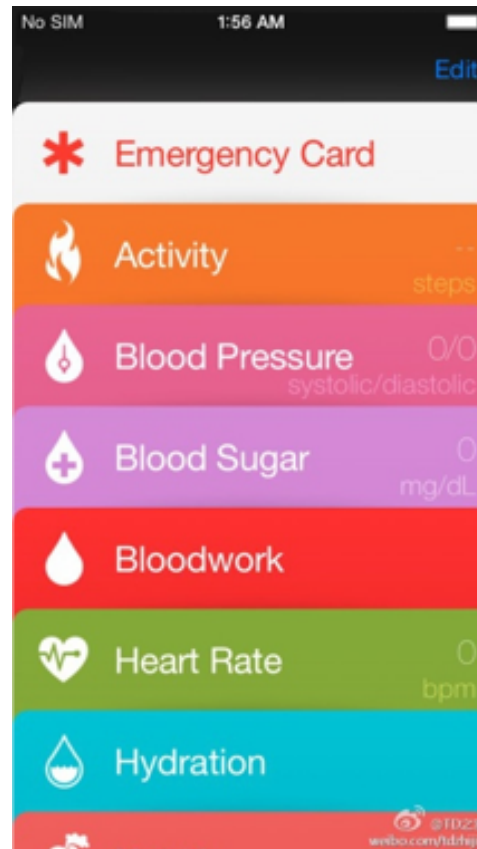 No SIM 1:56 AM
Edit
Emergency Card
Activity
--
steps
Blood Pressure 0/0
systolic/diastolic
Blood Sugar 0
mg/dL
Bloodwork
Heart Rate 0
bpm
Hydration
@TD23